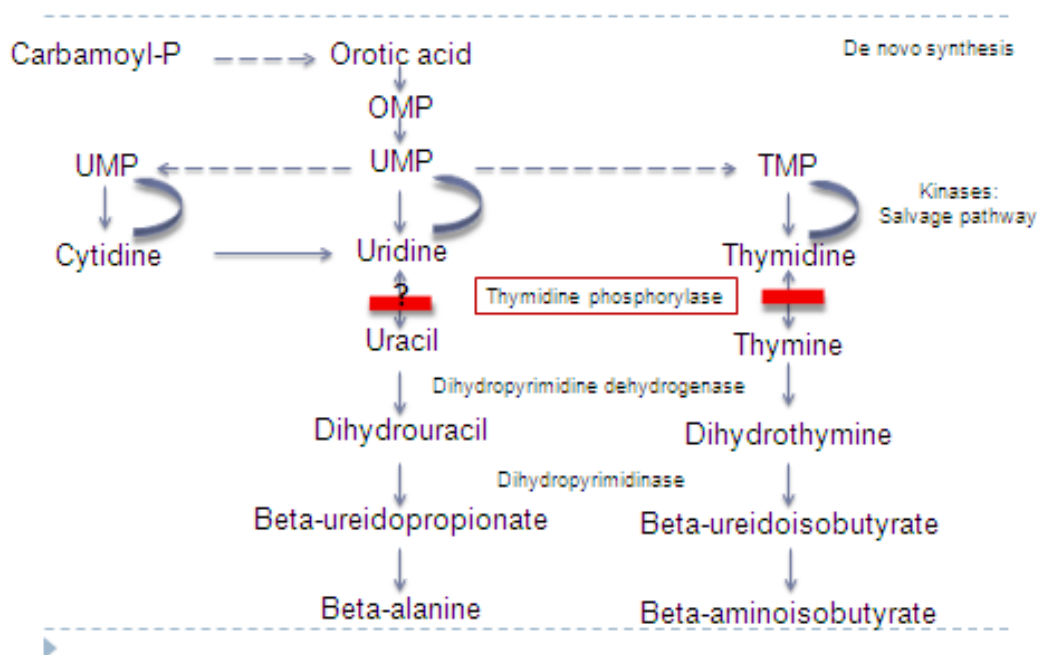 Carbamoyl-P
Orotic acid
De novo synthesis
OMP
UMP
UMP
TMP
Kinases:
Salvage pathway
Cytidine
Uridine
Thymidine
?
Thymidine phosphorylase
Uracil
Thymine
Dihydropyrimidine dehydrogenase
Dihydrouracil
Dihydrothymine
Dihydropyrimidinase
Beta-ureidopropionate
Beta-ureidoisobutyrate
Beta-alanine
Beta-aminoisobutyrate